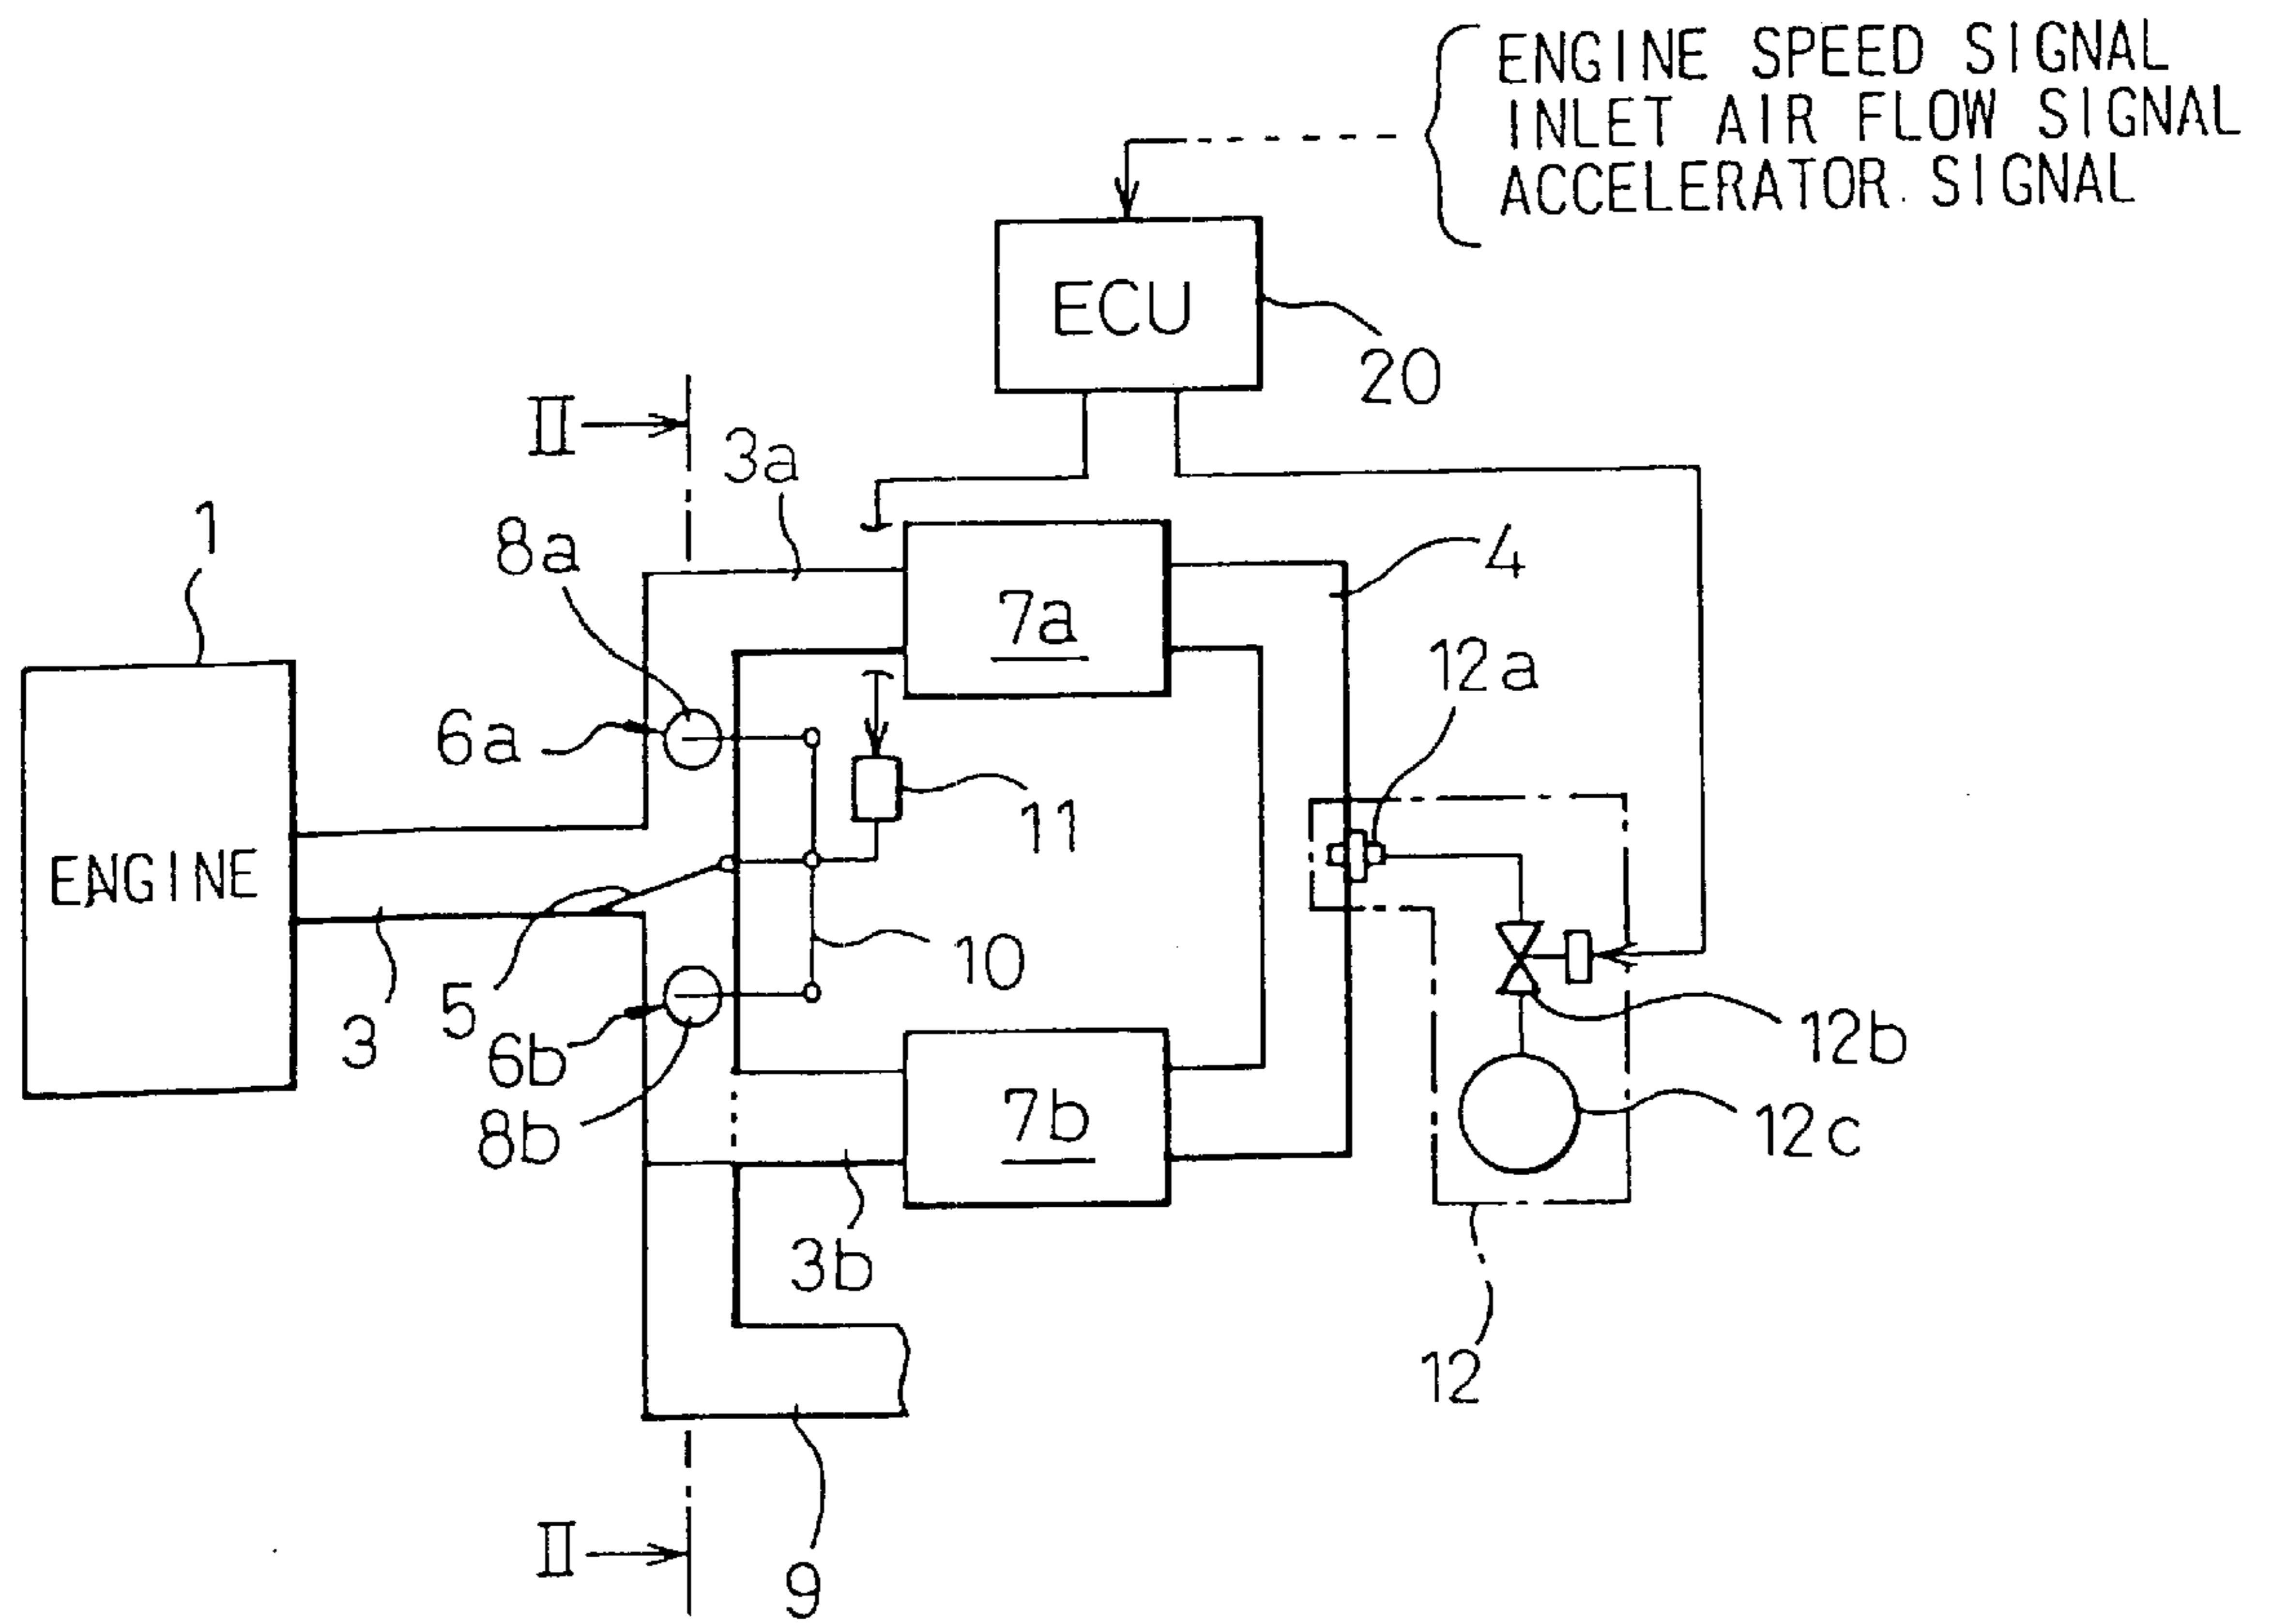 ENGINE SPEED SIGNAL
INLET AIR FLOW SIGNAL
ACCELERATOR SIGNAL
ECU
20
II
3a
1
8a
4
7a
12a
6a
11
ENGINE
10
5
3
6b
12b
8b
7b
12c
3b
12
II
9